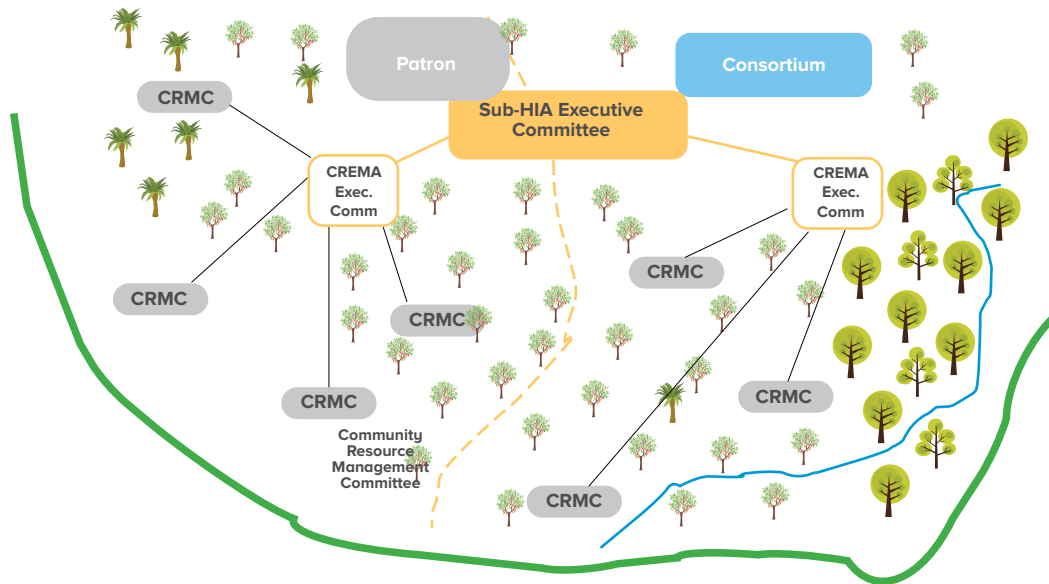 Patron
Consortium
Sub-HIA Executive
Committee
CRMC
CREMA
Exec.
Comm
CREMA
Exec.
Comm
CRMC
CRMC
CRMC
CRMC
CRMC
Community
Resource
Management
Committee
CRMC